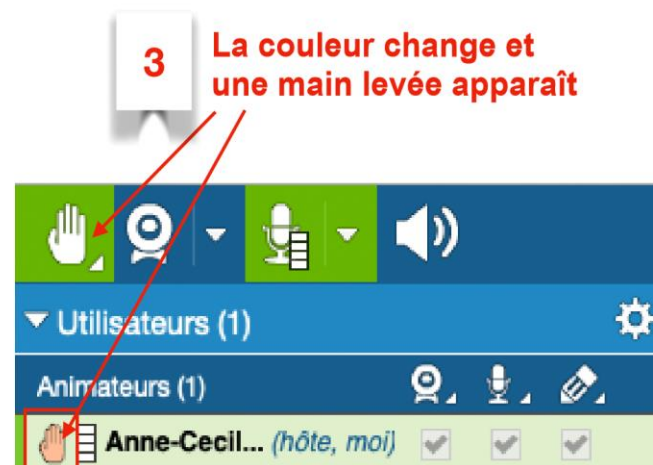 3
La couleur change et
une main levée apparaît
Utilisateurs (1)
Animateurs (1)
Anne-Cecil... (hôte, moi)